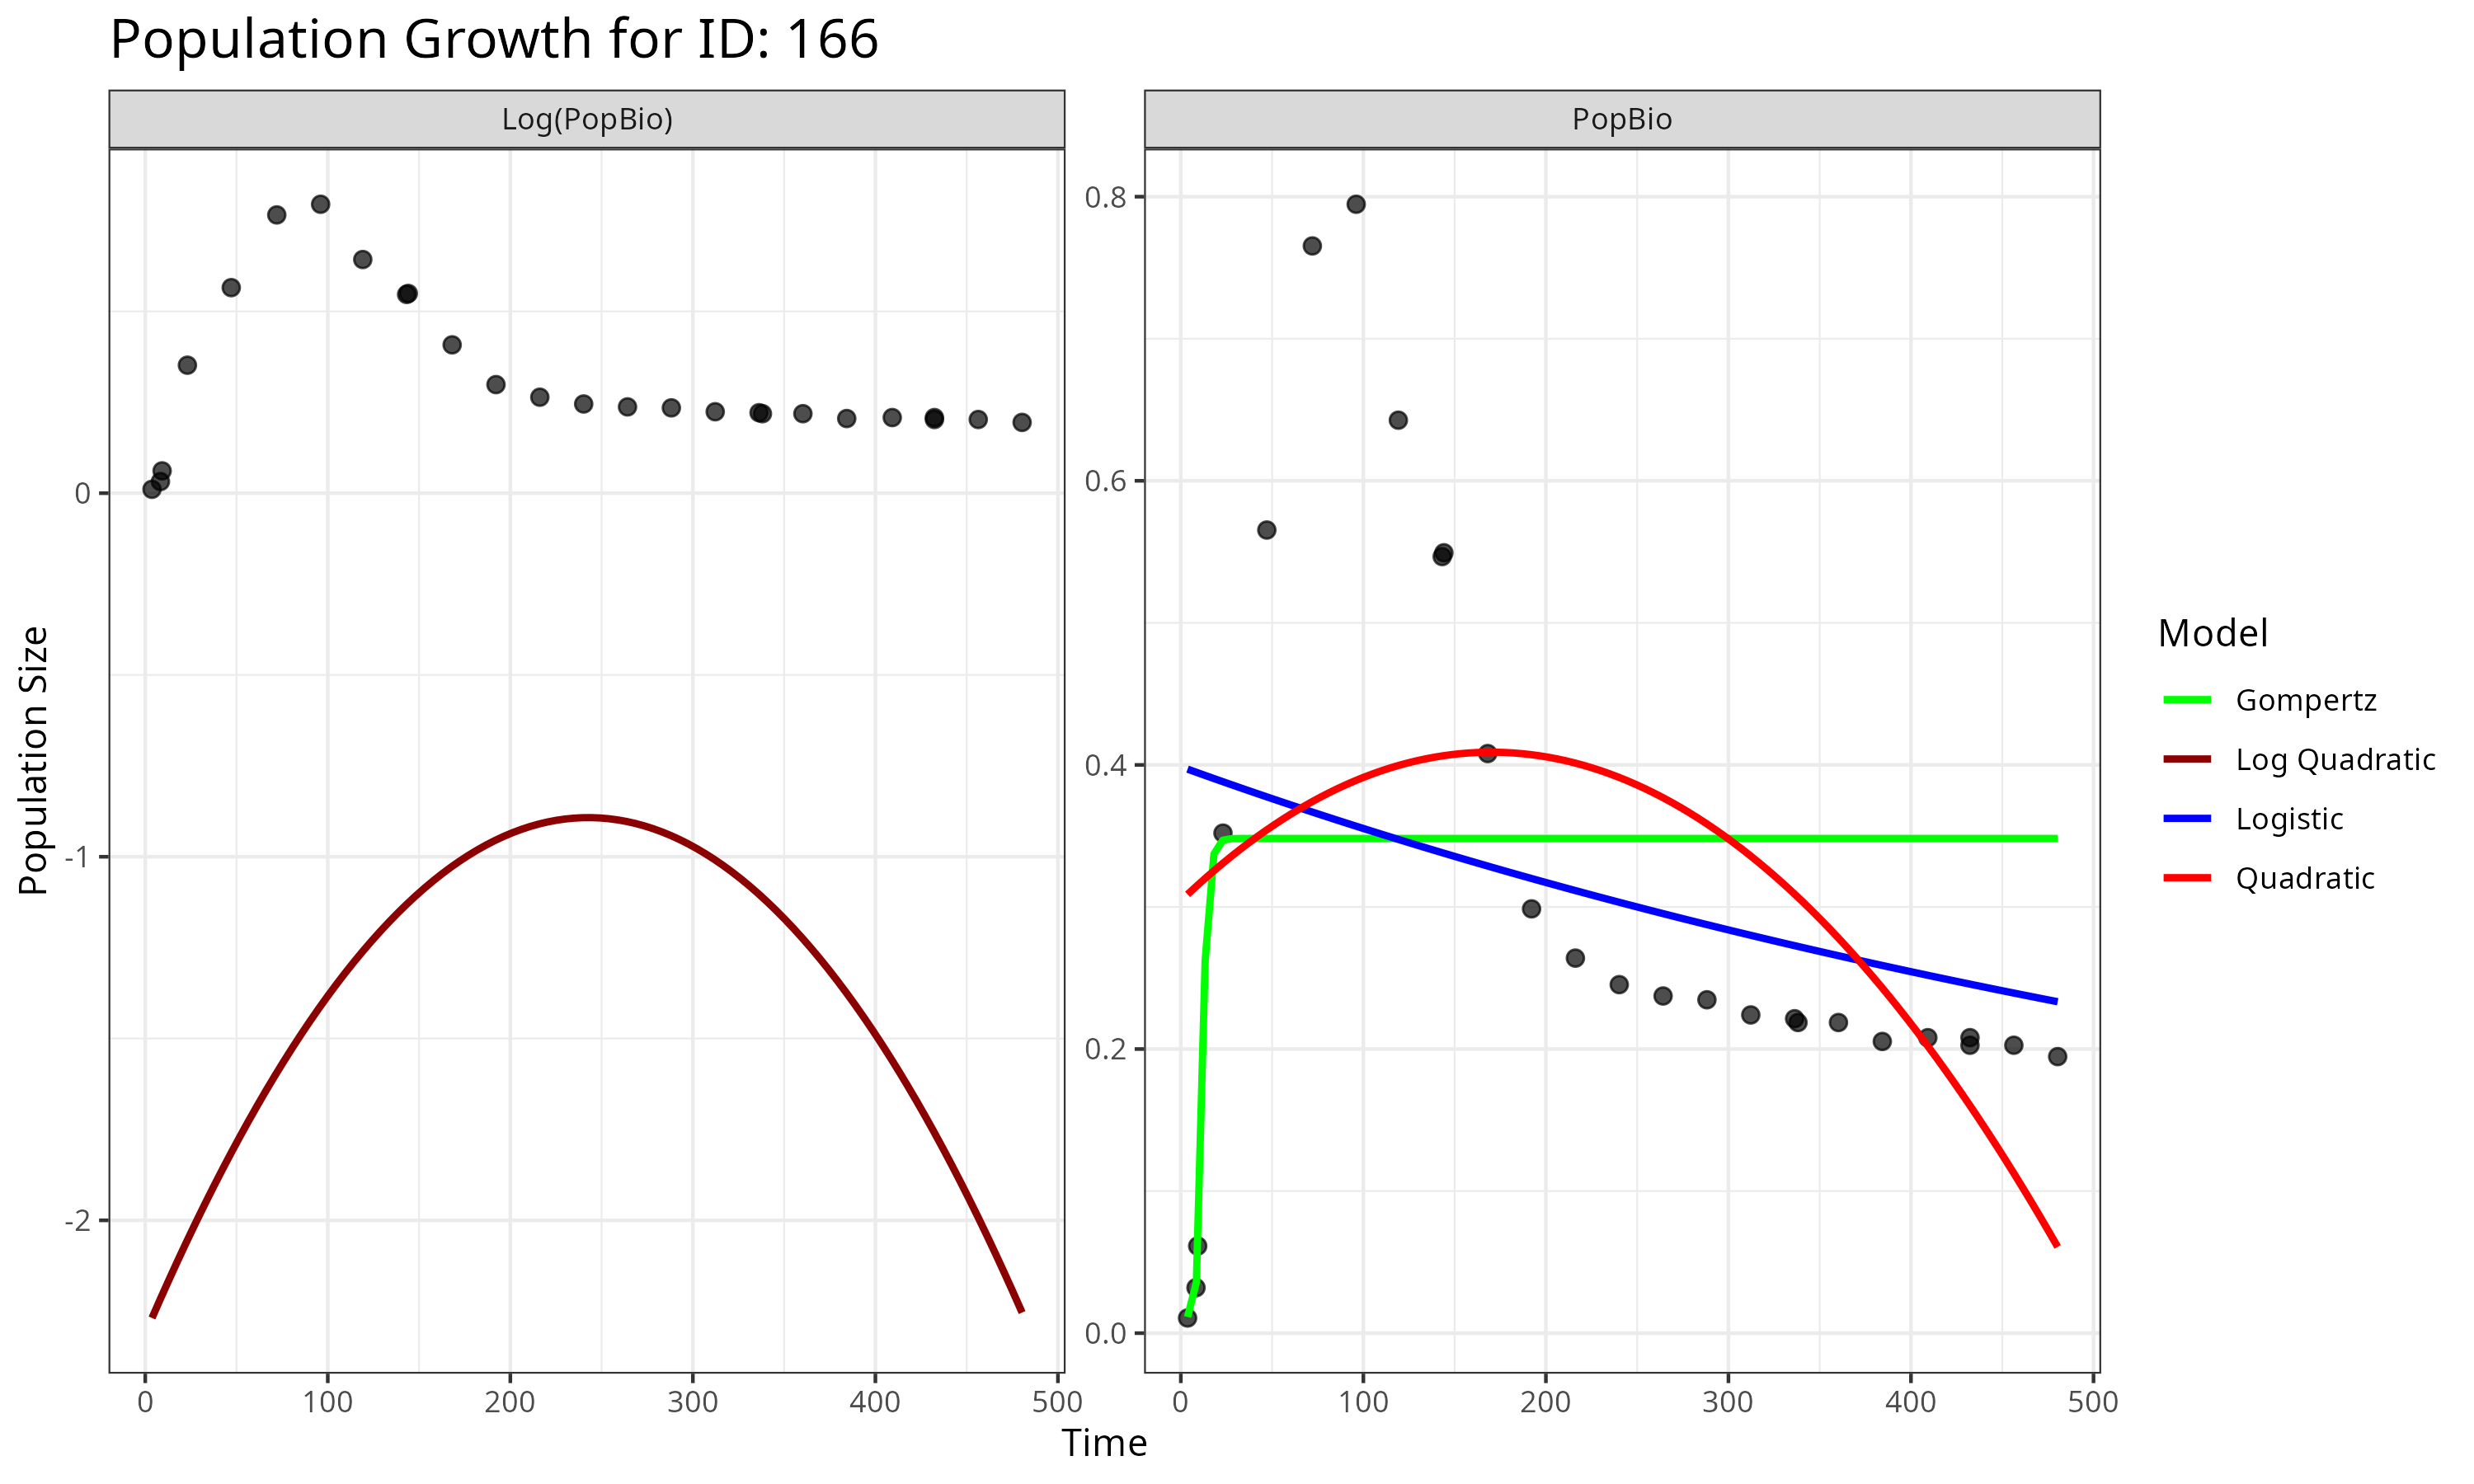 Population Growth for ID: 166
Log(PopBio)
PopBio
Population Size
0
-1
-2
0.8
0.6
0.4
0.2
0.0
0 100 200 300 400 500
0 100 200 300 400 500
Time
Model
Gompertz
Log Quadratic
Logistic
Quadratic